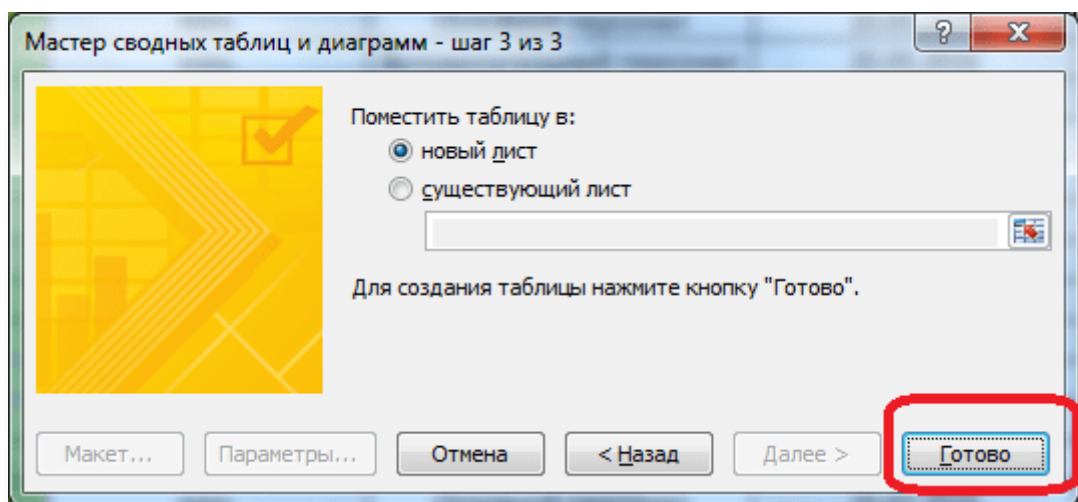 Мастер сводных таблиц и диаграмм - шаг 3 из 3
?
Поместить таблицу в:
новый лист
существующий лист
Для создания таблицы нажмите кнопку "Готово".
Макет... Параметры... Отмена < Назад Далее > Готово